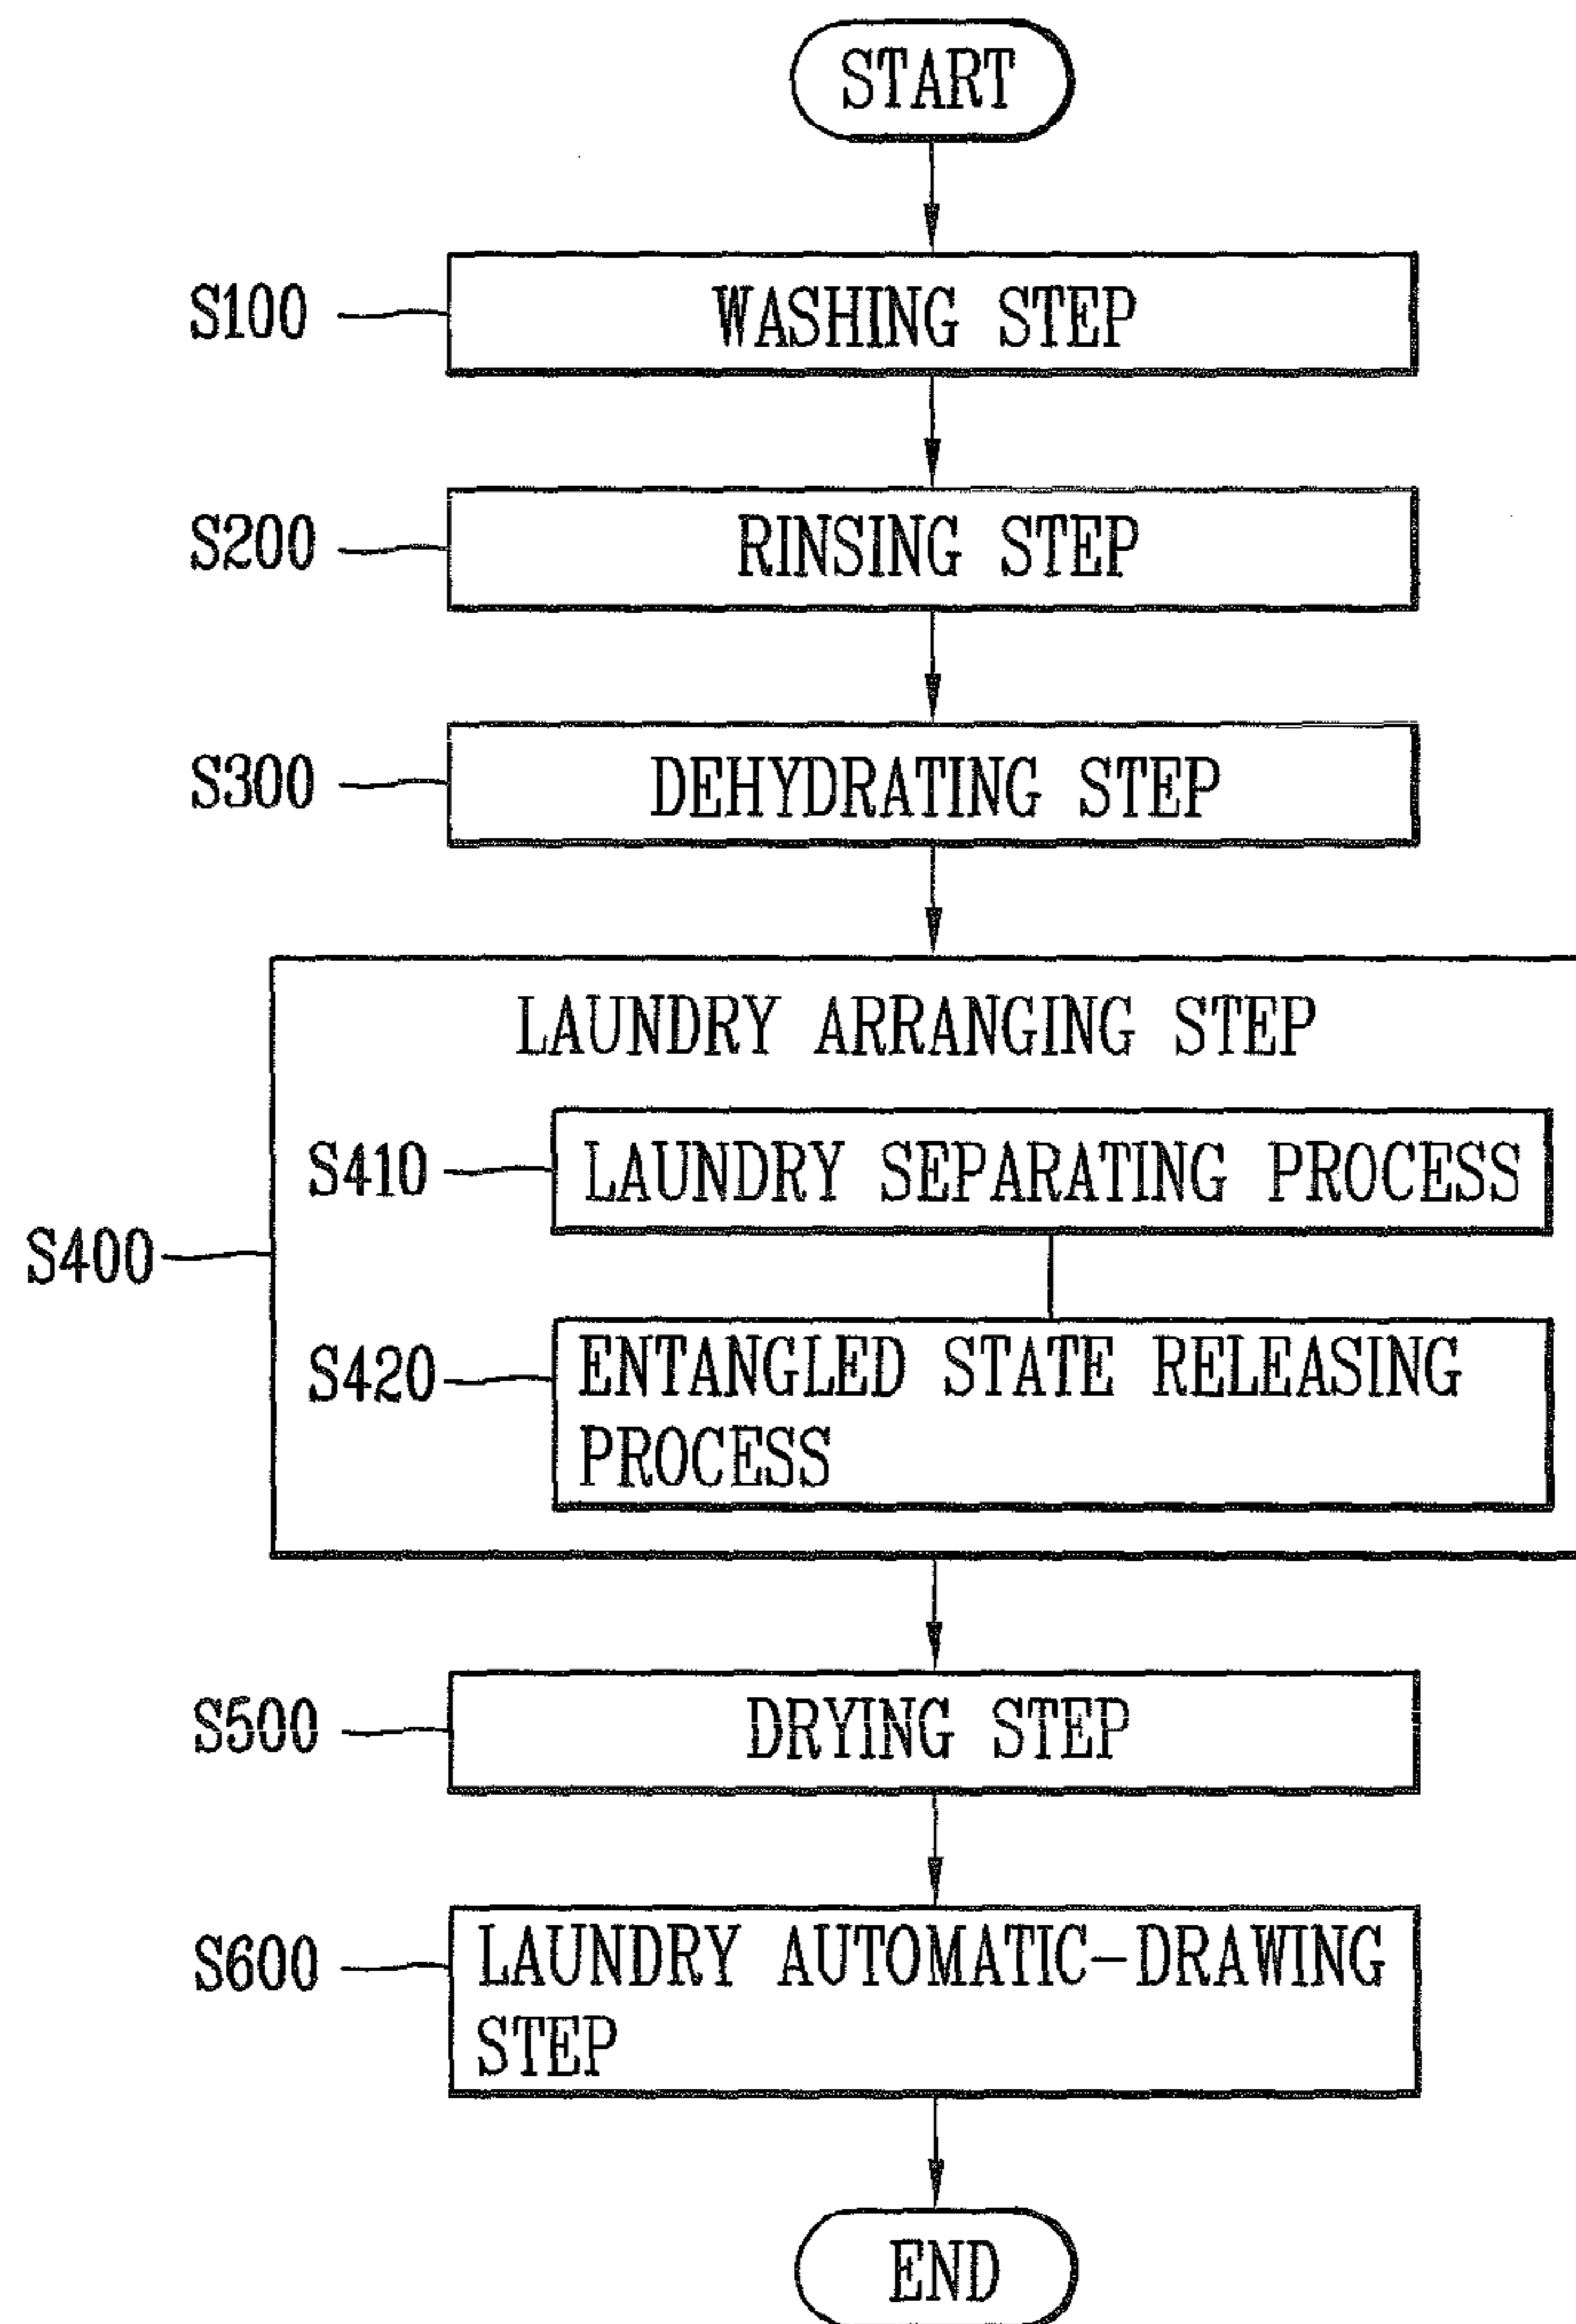 START
S100
WASHING STEP
S200
RINSING STEP
S300
DEHYDRATING STEP
LAUNDRY ARRANGING STEP
S410
LAUNDRY SEPARATING PROCESS
S400
S420
ENTANGLED STATE RELEASING
PROCESS
S500
DRYING STEP
S600
LAUNDRY AUTOMATIC-DRAWING
STEP
END